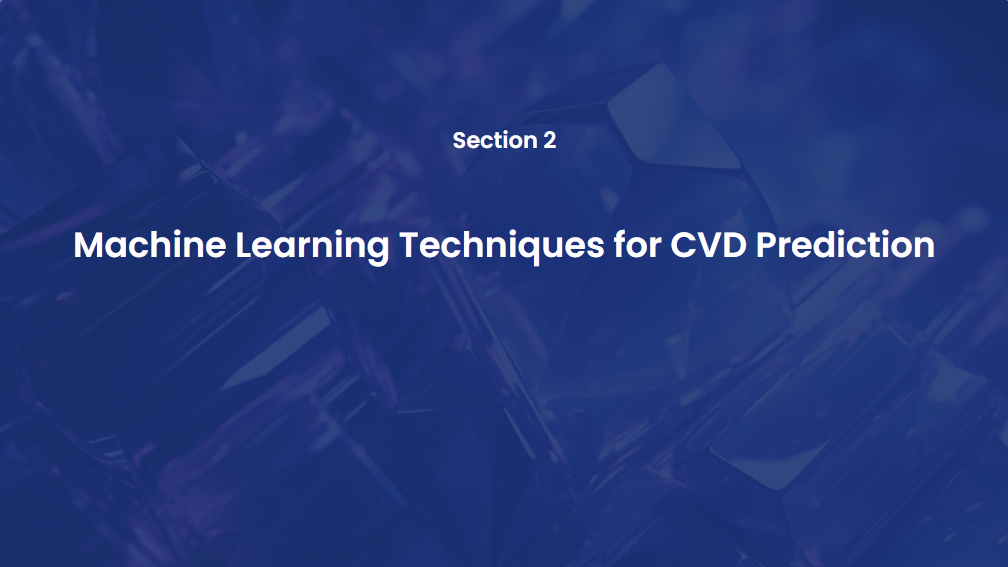 Section 2
Machine Learning Techniques for CVD Prediction